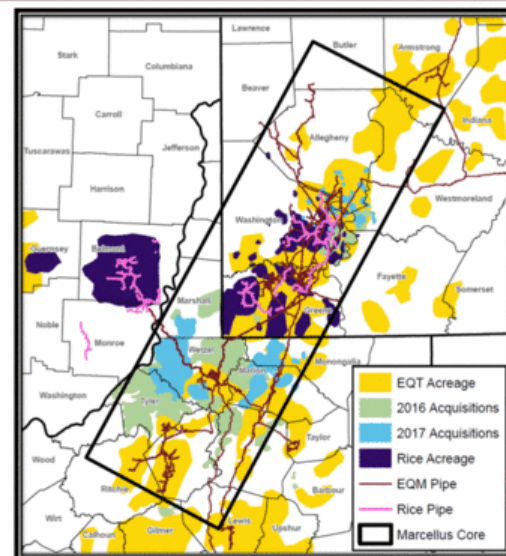 Lawrence
Stark
Columbiana
Butler
Armstrong
Beaver
Carroll
Indiana
Allegheny
Tuscarawas
Jefferson
Westmoreland
Harrison
Washington
Guernsey
Belmont
Fayette
Somerset
Marshall
Greene
Noble
Monroe
Wetzel
Monongalia
Marion
Washington
Tyler
Wood
Taylor
Ritchie
Barbour
Wirt
Lewis
Calhoun
Gilmer
Upshur
EQT Acreage
2016 Acquisitions
2017 Acquisitions
Rice Acreage
EQM Pipe
Rice Pipe
Marcellus Core